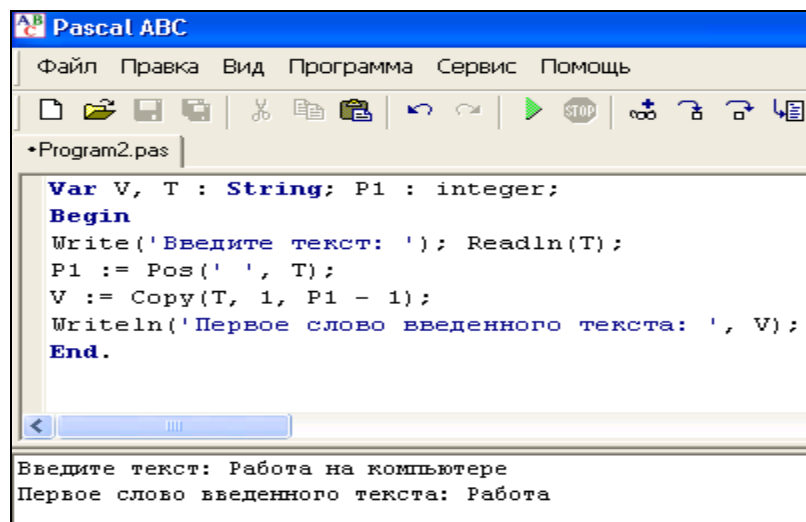 Pascal ABC
Файл Правка Вид Программа Сервис Помощь
STOP
•Program2.pas
Var V, T : String; P1 : integer;
Begin
Write('Введите текст: '); Readln(T);
P1 := Pos(' ', T);
V := Copy(T, 1, P1 - 1);
Writeln('Первое слово введенного текста: ', V);
End.
Введите текст: Работа на компьютере
Первое слово введенного текста: Работа